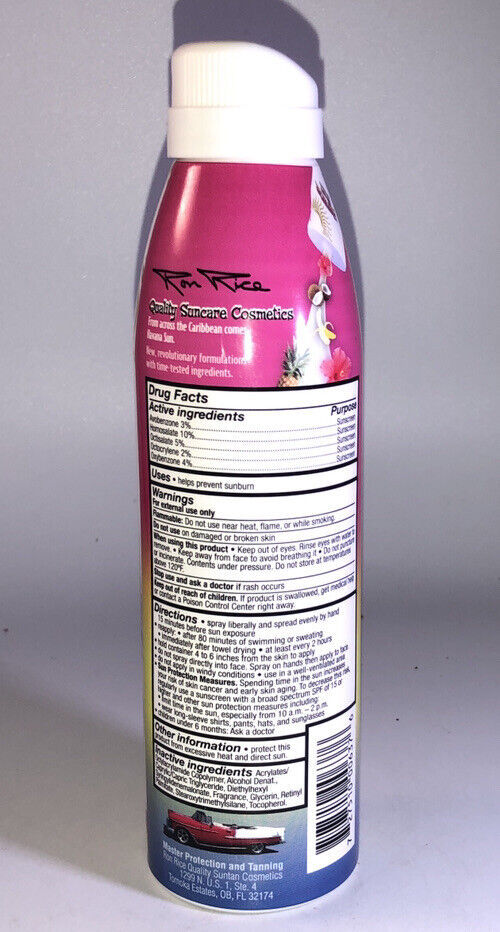 Ron Rice
Quality Suncare Cosmetics
From across the Caribbean comes
Havana Sun.
New, revolutionary formulation
with time tested ingredients.
Drug Facts
Active ingredients Purpose
Avobenzone 3% Sunscreen
Homosalate 10% Sunscreen
Octisalate 5% Sunscreen
Octocrylene 2% Sunscreen
Oxybenzone 4% Sunscreen
Uses • helps prevent sunburn
Warnings
For external use only
Flammable: Do not use near heat, flame, or while smoking.
Do not use on damaged or broken skin
When using this product • Keep out of eyes. Rinse eyes with water to
remove. • Keep away from face to avoid breathing it • Do not puncture
or incinerate. Contents under pressure. Do not store at temperatures
above 120°F.
Stop use and ask a doctor if rash occurs
Keep out of reach of children. If product is swallowed, get medical help
or contact a Poison Control Center right away.
Directions • spray liberally and spread evenly by hand
15 minutes before sun exposure
• reapply: • after 80 minutes of swimming or sweating
• immediately after towel drying • at least every 2 hours
• hold container 4 to 6 inches from the skin to apply
• do not spray directly into face. Spray on hands then apply to face
• do not apply in windy conditions • use in a well-ventilated area
Sun Protection Measures. Spending time in the sun increases
your risk of skin cancer and early skin aging. To decrease this risk,
regularly use a sunscreen with a broad spectrum SPF of 15 or
higher and other sun protection measures including:
• limit time in the sun, especially from 10 a.m. – 2 p.m.
• wear long-sleeve shirts, pants, hats, and sunglasses
children under 6 months: Ask a doctor
Other information • protect this
product from excessive heat and direct sun.
Inactive ingredients Acrylates/
Octylacrylamide Copolymer, Alcohol Denat.,
Caprylic/Capric Triglyceride, Diethylhexyl
Fragrance, Glycerin, Retinyl
Stearoxytrimethylsilane, Tocopherol.
Master Protection and Tanning
Ron Rice Quality Suntan Cosmetics
1299 N. U.S. 1, Ste. 4
Tomoka Estates, OB, FL 32174